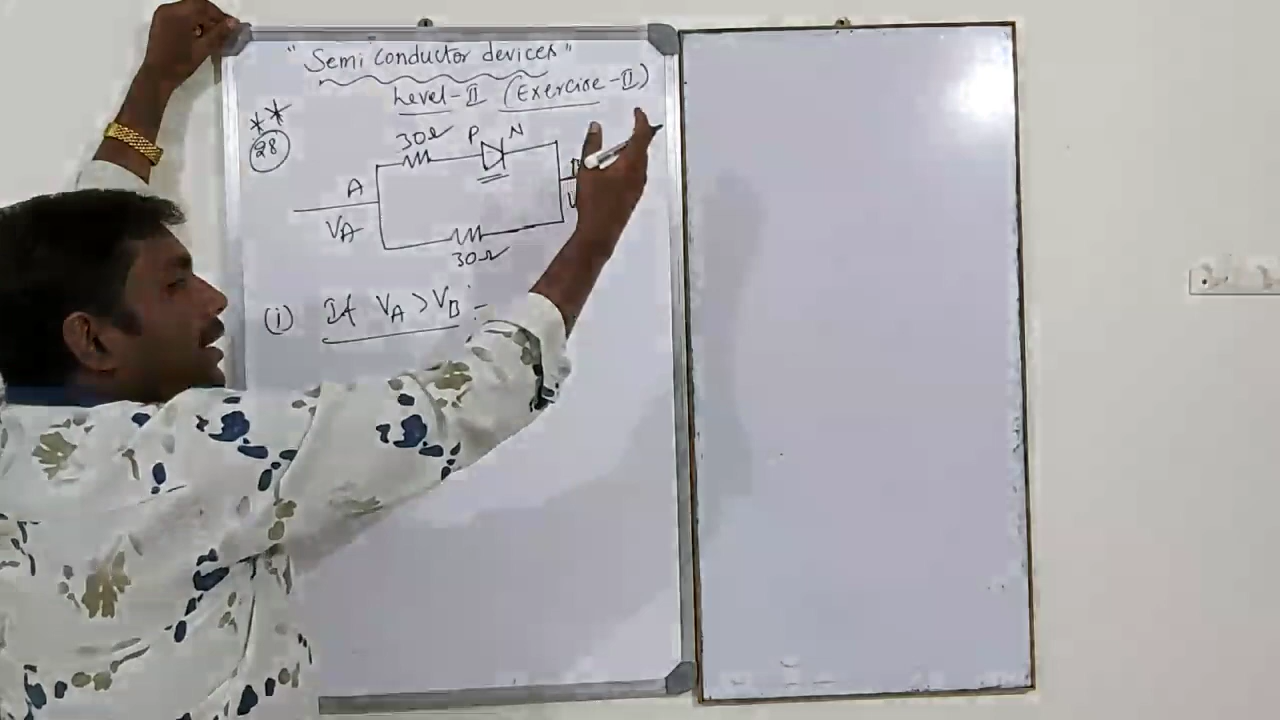 "Semi conductor devices"
Level-II (Exercise-II)
**
28
30Ω P N
A
VA
30Ω
(i) If VA > VB :-